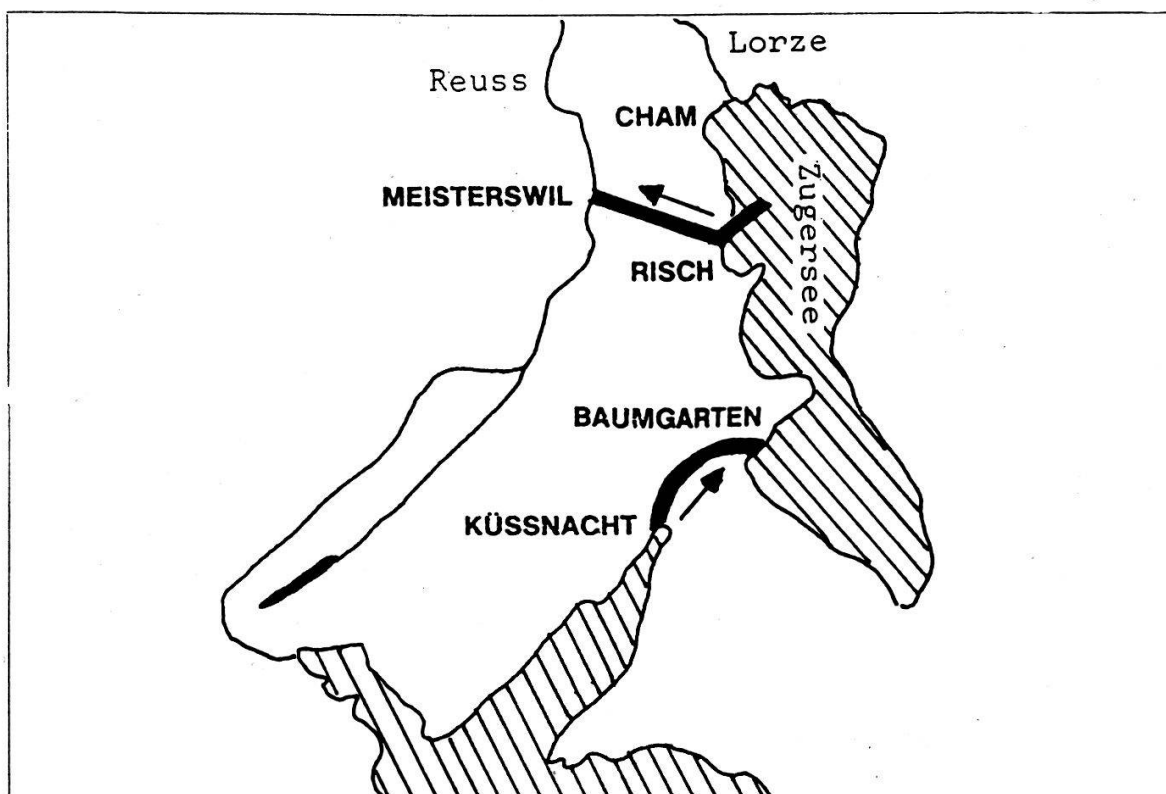 Lorze
Reuss
CHAM
MEISTERSWIL
Zugersee
RISCH
BAUMGARTEN
KÜSSNACHT